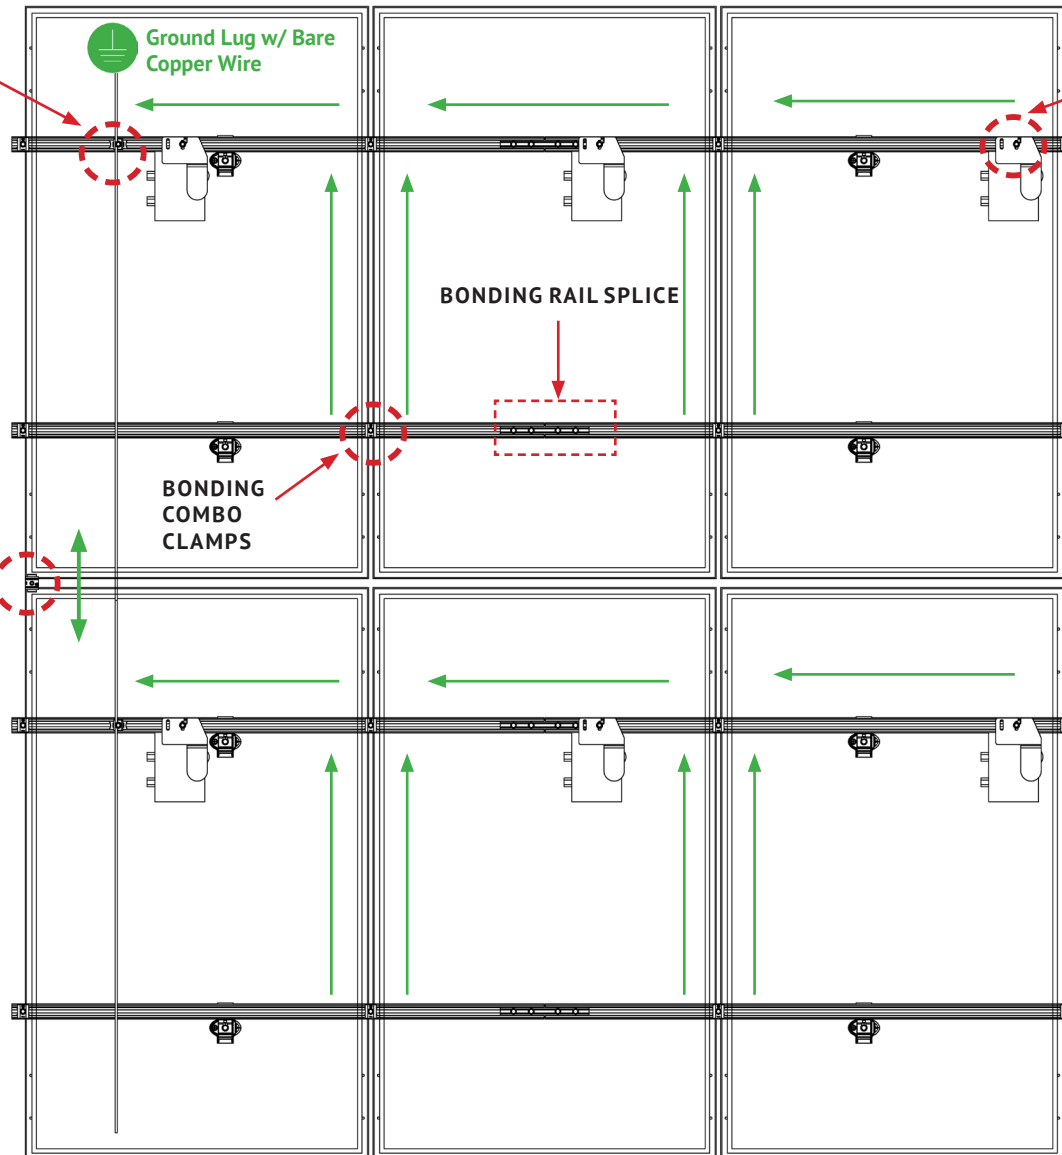 Ground Lug w/ Bare
Copper Wire
BONDING RAIL SPLICE
BONDING
COMBO
CLAMPS